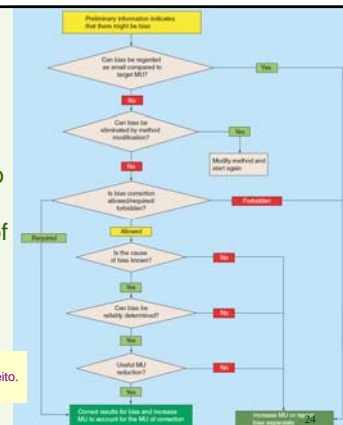 Preliminary information indicates
that there might be bias
Can bias be regarded
as small compared to
target MU?
Yes
No
Can bias be
eliminated by method
modification?
Yes
No
Modify method and
start again
Is bias correction
allowed/required/
forbidden?
Forbidden
Required
Allowed
Is the cause
of bias known?
No
Yes
Can bias be
reliably determined?
No
Yes
Useful MU
reduction?
No
Yes
Correct results for bias and increase
MU to account for the MU of correction
Increase MU or
bias separately
24
of
eito.